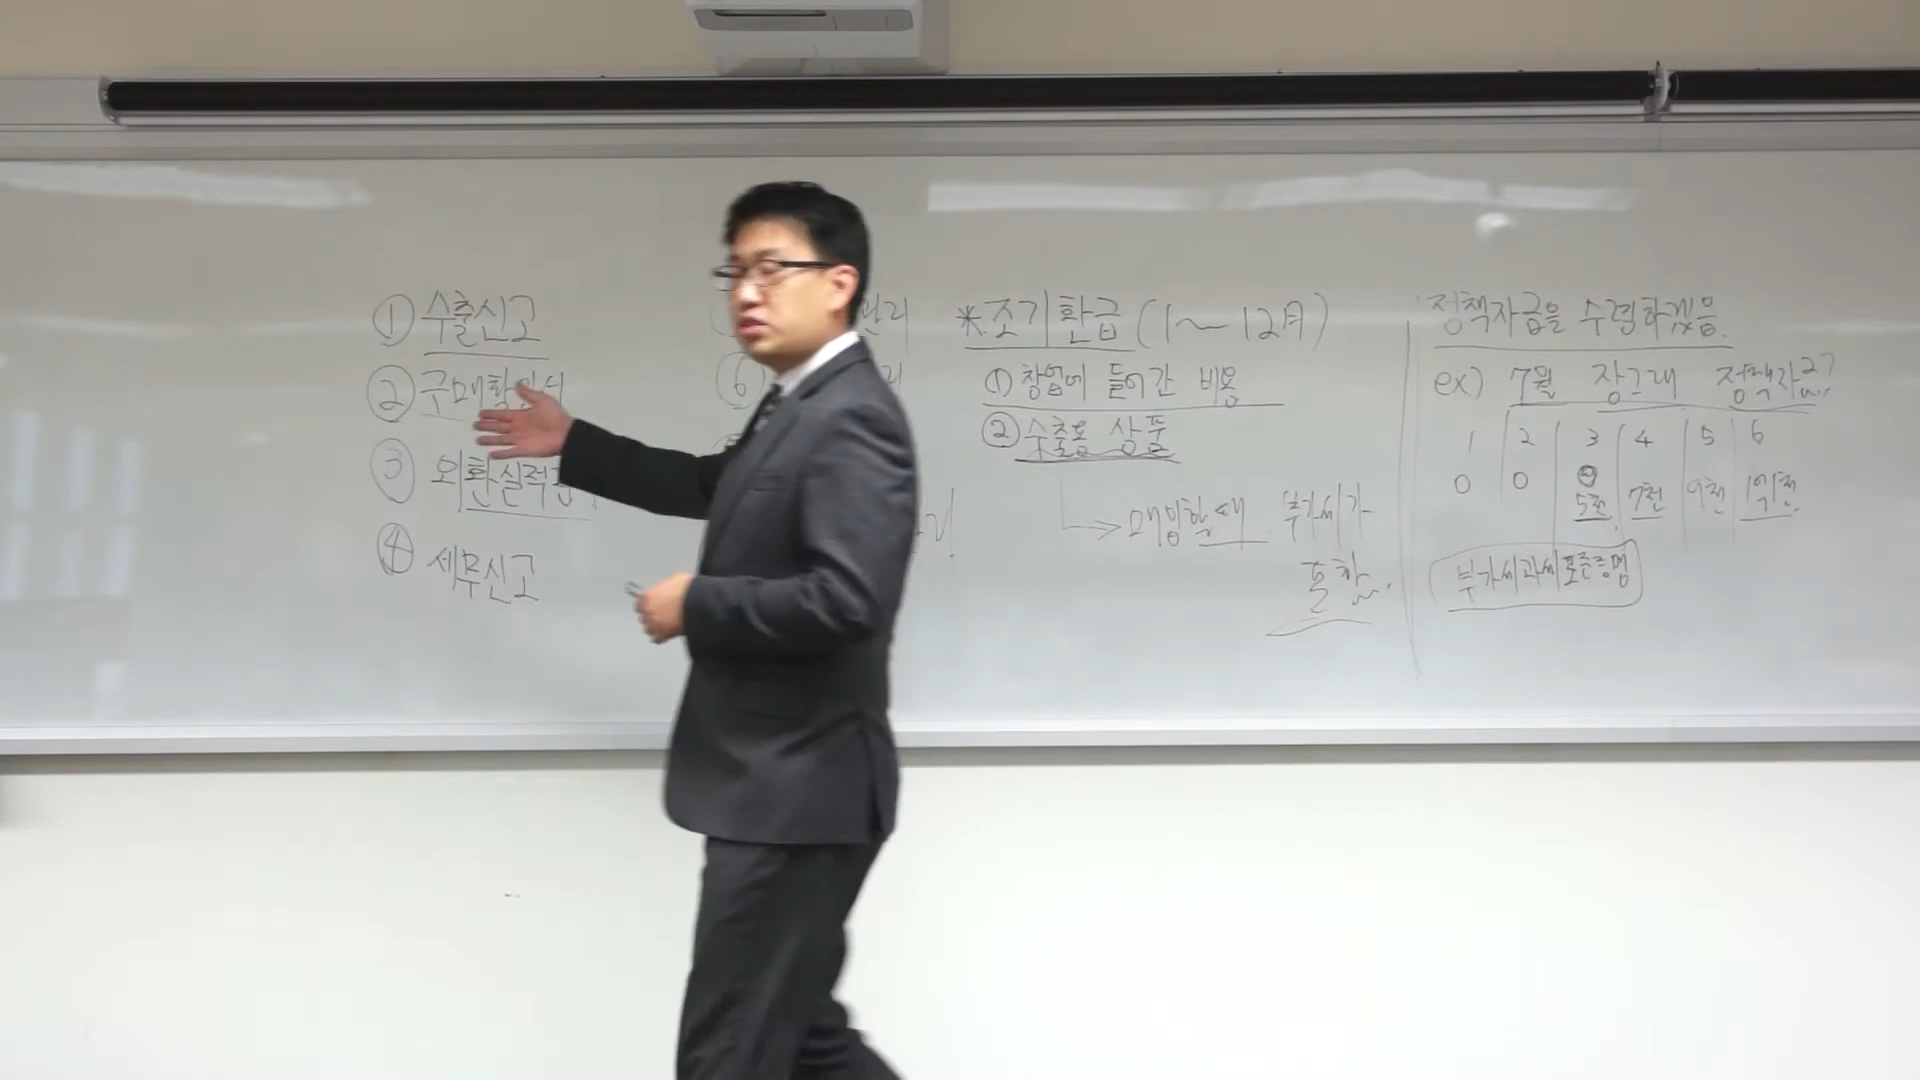 ① 수출신고
② 구매확인서
③ 외환실적
④ 세무신고
⑥
*조기환급 (1~12月)
① 창업에 들어간 비용
② 수출용 상품
→ 매입할때 부가세가
포함.
정책자금을 수령하겠음.
ex) 7월 장그래 정책자금
1 2 3 4 5 6
0 0 0
5천 7천 9천 1억1천
부가세과세표준증명